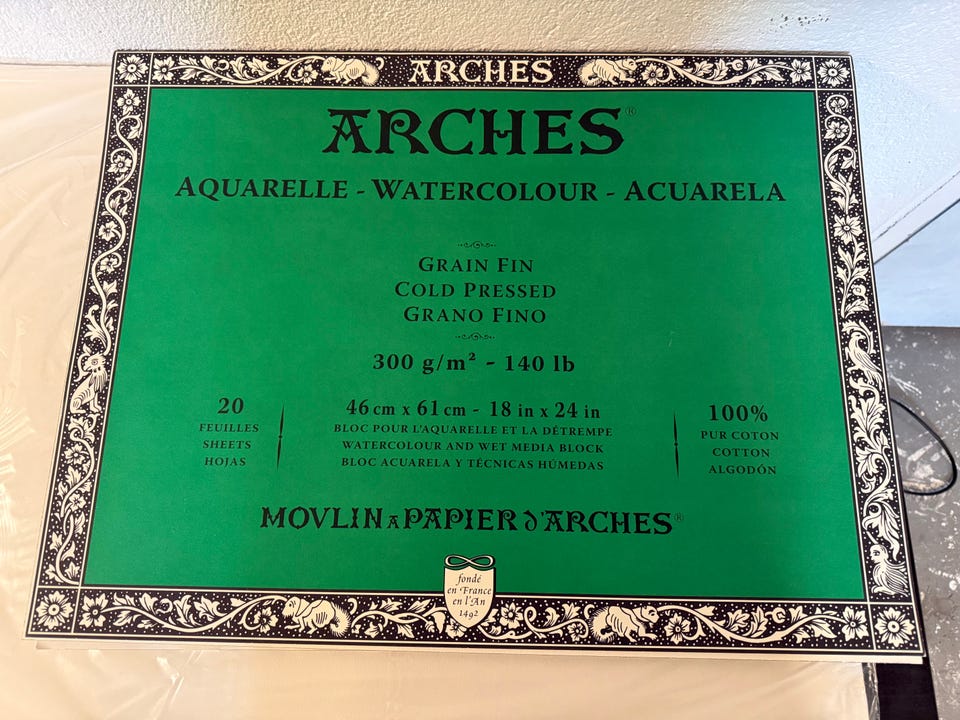 ARCHES
ARCHES®
AQUARELLE - WATERCOLOUR - ACUARELA
GRAIN FIN
COLD PRESSED
GRANO FINO
300 g/m² - 140 lb
20
FEUILLES
SHEETS
HOJAS
46 cm x 61 cm - 18 in x 24 in
BLOC POUR L'AQUARELLE ET LA DÉTREMPE
WATERCOLOUR AND WET MEDIA BLOCK
BLOC ACUARELA Y TÉCNICAS HÚMEDAS
100%
PUR COTON
COTTON
ALGODÓN
MOVLIN A PAPIER D'ARCHES®
fondé
en France
en l'An
1492